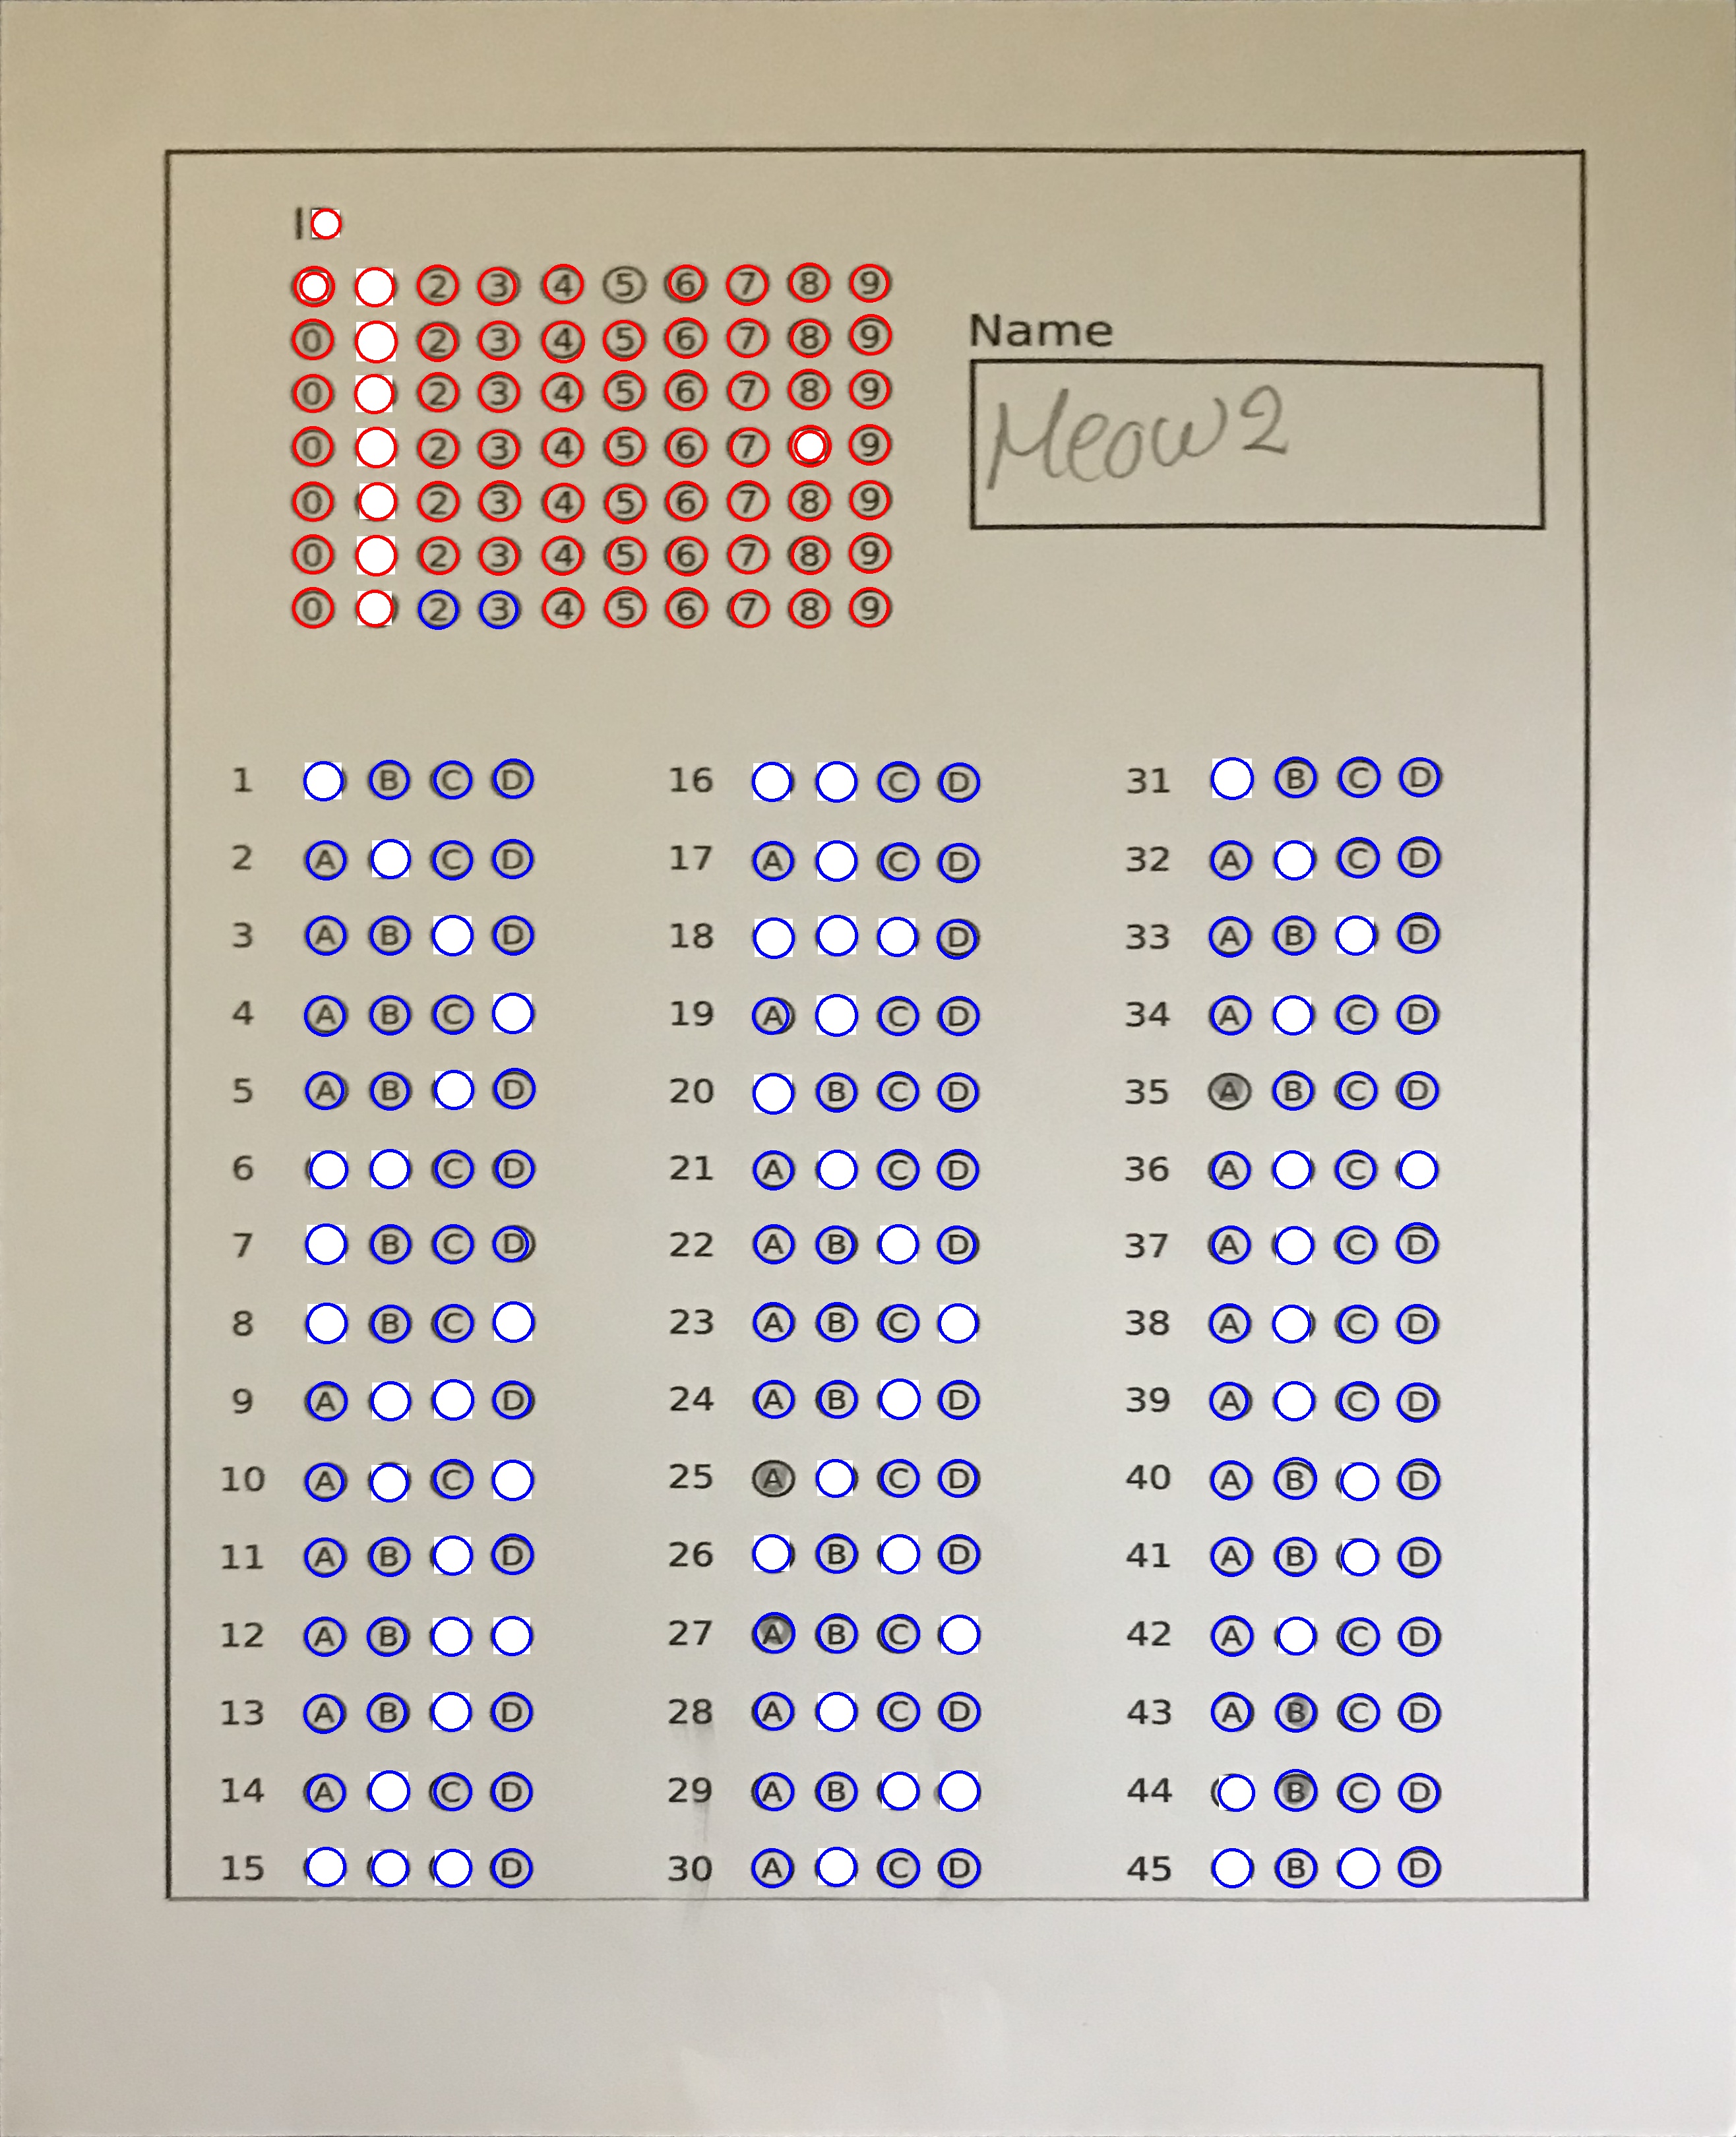 I
2 3 4 5 6 7 8 9
0 2 3 4 5 6 7 8 9
0 2 3 4 5 6 7 8 9
0 2 3 4 5 6 7 9
0 2 3 4 5 6 7 8 9
0 2 3 4 5 6 7 8 9
0 2 3 4 5 6 7 8 9
Name
Meow2
1 B C D
2 A C D
3 A B D
4 A B C
5 A B D
6 C D
7 B C D
8 B C
9 A D
10 A C
11 A B D
12 A B
13 A B D
14 A C D
15 D
16 C D
17 A C D
18 D
19 A C D
20 B C D
21 A C D
22 A B D
23 A B C
24 A B D
25 A C D
26 B D
27 A B C
28 A C D
29 A B
30 A C D
31 B C D
32 A C D
33 A B D
34 A C D
35 A B C D
36 A C
37 A C D
38 A C D
39 A C D
40 A B D
41 A B D
42 A C D
43 A B C D
44 B C D
45 B D